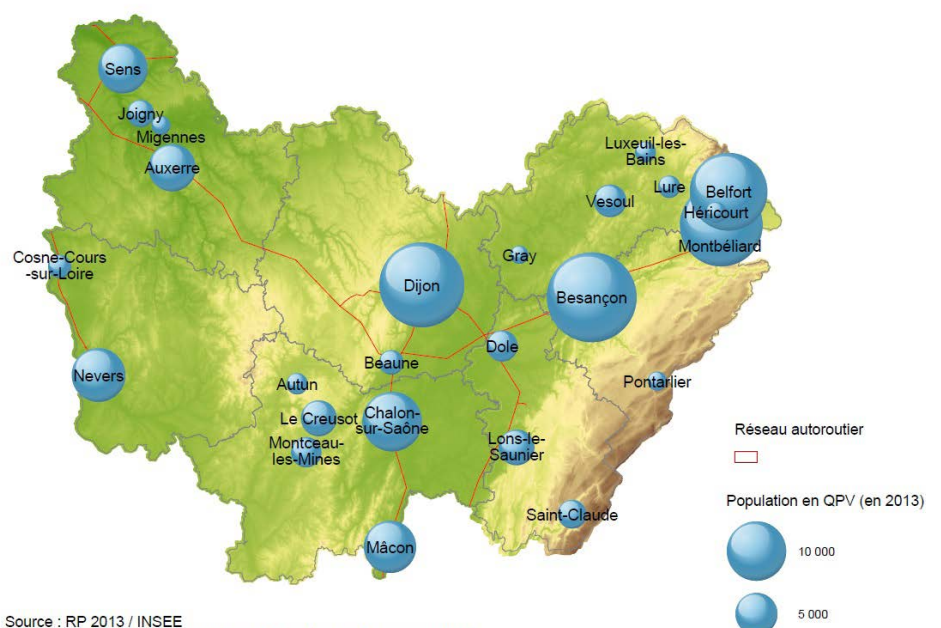 Sens
Joigny
Migennes
Auxerre
Luxeuil-les-
Bains
Lure
Belfort
Vesoul
Héricourt
Montbéliard
Cosne-Cours
-sur-Loire
Gray
Dijon
Besançon
Dole
Beaune
Nevers
Autun
Pontarlier
Le Creusot
Chalon-
sur-Saône
Montceau-
les-Mines
Lons-le-
Saunier
Saint-Claude
Mâcon
Réseau autoroutier
Population en QPV (en 2013)
10 000
5 000
Source : RP 2013 / INSEE